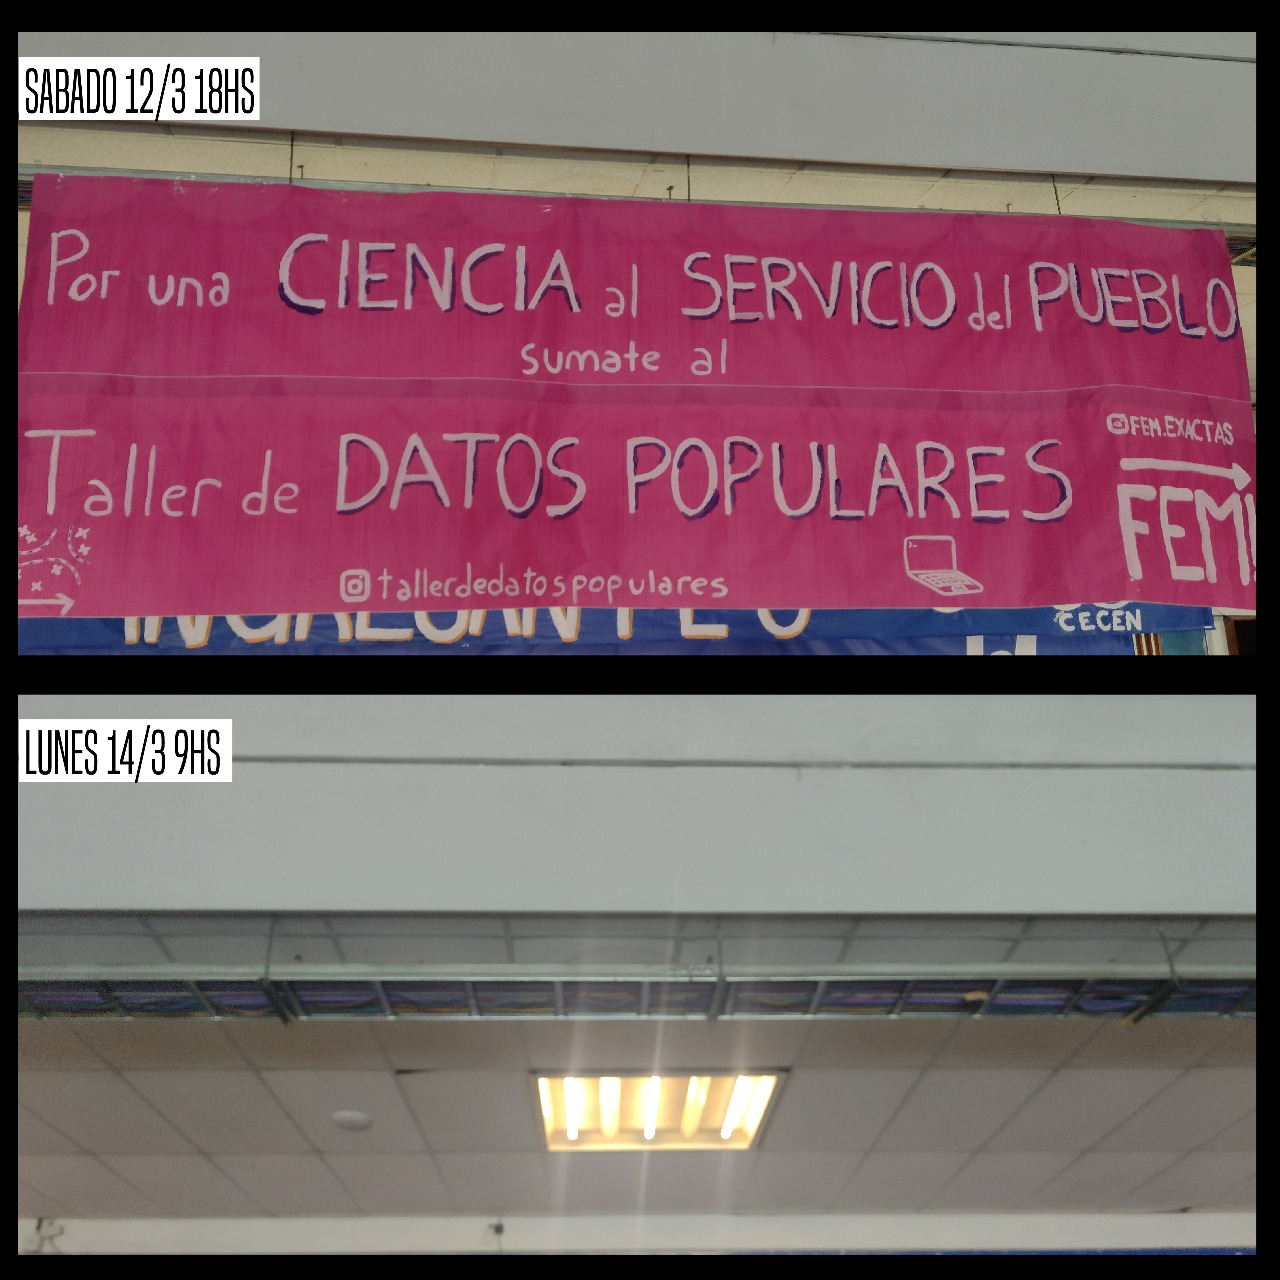 SABADO 12/3 18HS
Por una CIENCIA al SERVICIO del PUEBLO
sumate al
@FEM.EXACTAS
Taller de DATOS POPULARES
FEM!
@tallerdedatospopulares
CECEN
LUNES 14/3 9HS